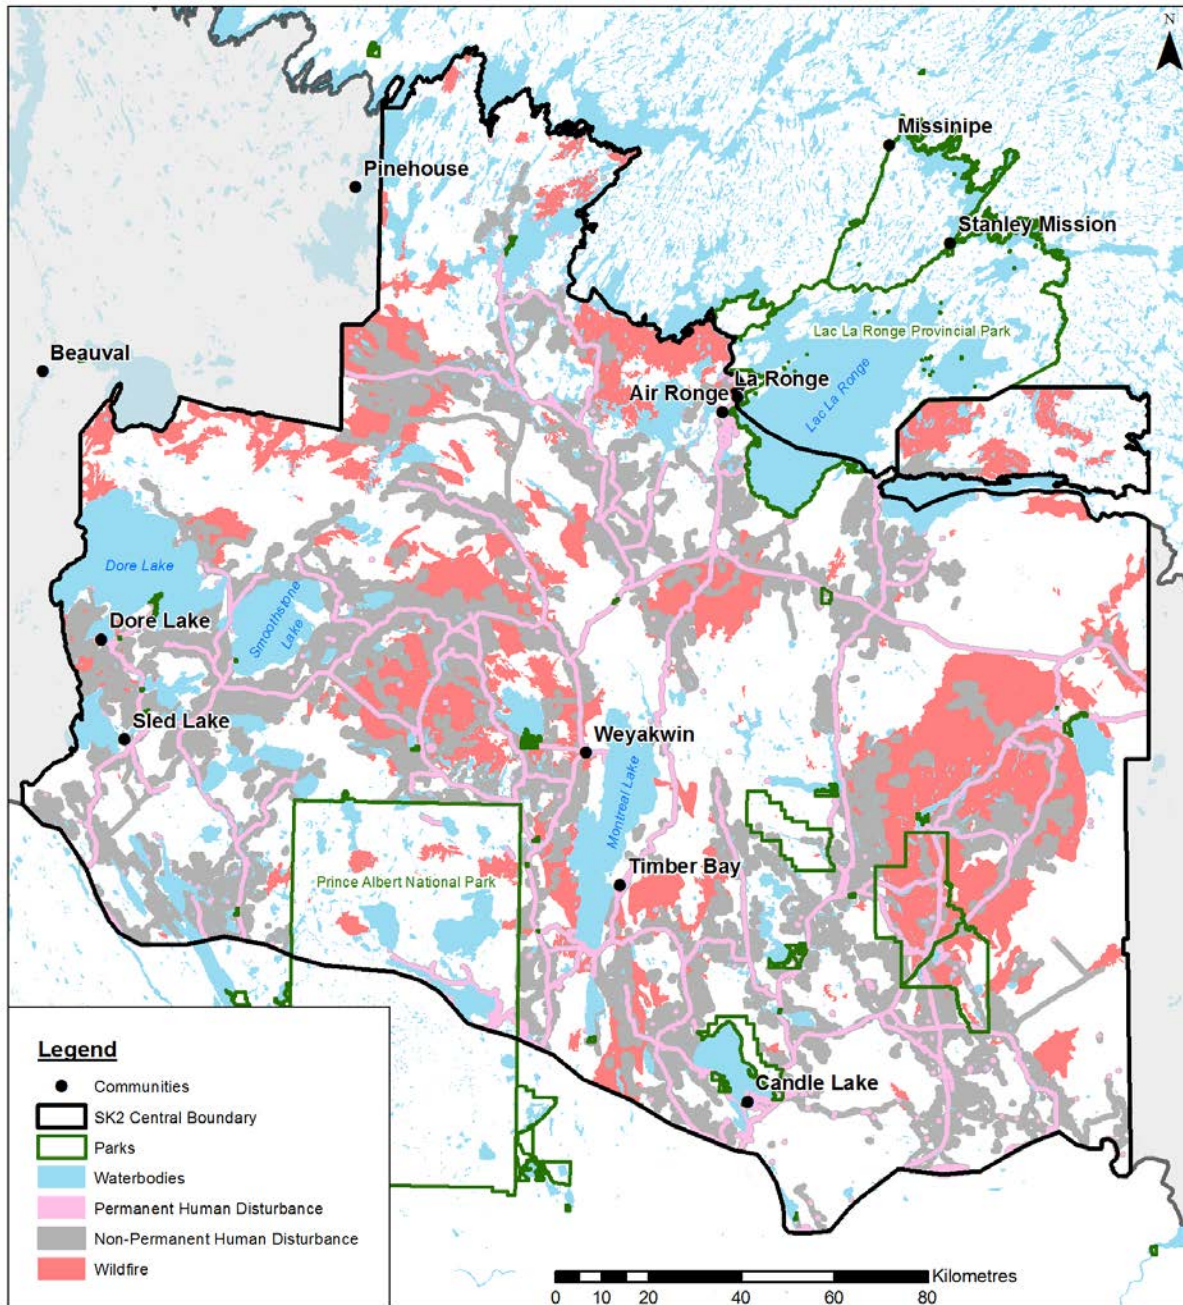 N
Missinipe
Pinehouse
Stanley Mission
Lac La Ronge Provincial Park
Beauval
La Ronge
Air Ronge
Lac La Ronge
Dore Lake
Smoothstone
Lake
Dore Lake
Sled Lake
Weyakwin
Montreal Lake
Timber Bay
Prince Albert National Park
Candle Lake
Legend
Communities
SK2 Central Boundary
Parks
Waterbodies
Permanent Human Disturbance
Non-Permanent Human Disturbance
Wildfire
Kilometres
0 10 20 40 60 80